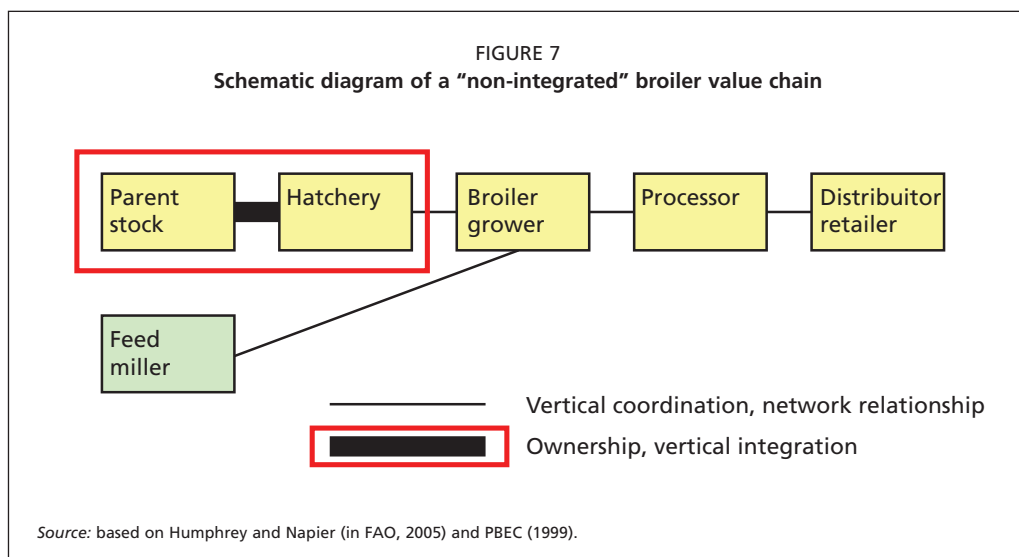 FIGURE 7
Schematic diagram of a “non-integrated” broiler value chain
Parent
stock
Hatchery
Broiler
grower
Processor
Distribuitor
retailer
Feed
miller
Vertical coordination, network relationship
Ownership, vertical integration
Source: based on Humphrey and Napier (in FAO, 2005) and PBEC (1999).